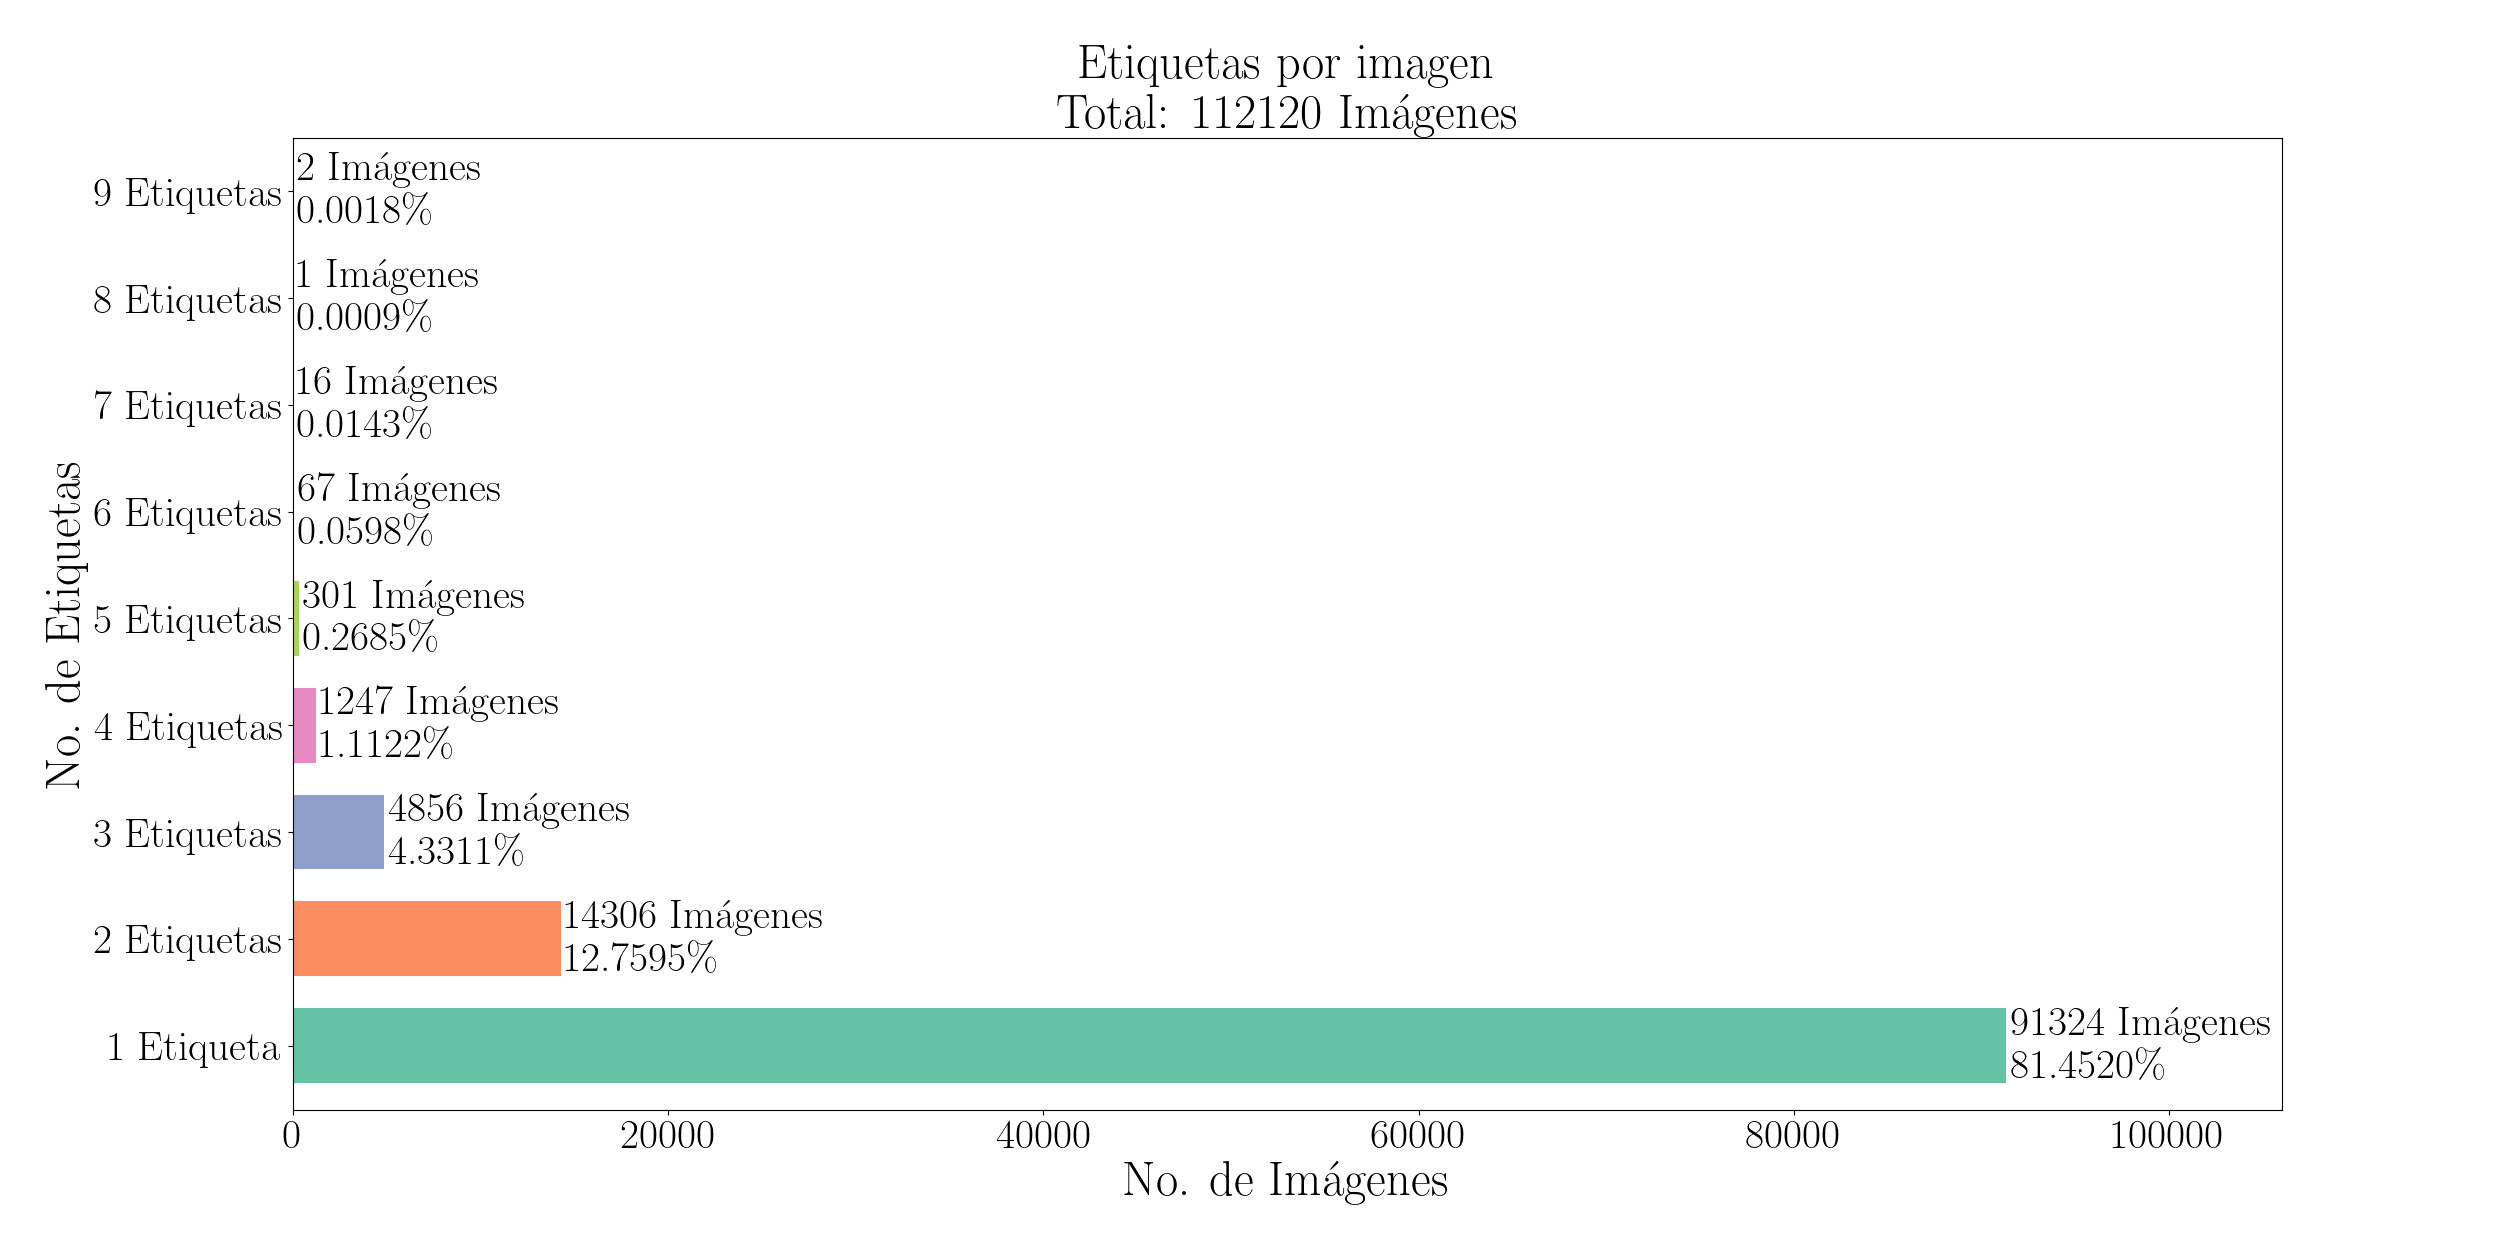 Etiquetas por imagen
Total: 112120 Imágenes
9 Etiquetas
2 Imágenes
0.0018%
8 Etiquetas
1 Imágenes
0.0009%
7 Etiquetas
16 Imágenes
0.0143%
6 Etiquetas
67 Imágenes
0.0598%
5 Etiquetas
301 Imágenes
0.2685%
4 Etiquetas
1247 Imágenes
1.1122%
3 Etiquetas
4856 Imágenes
4.3311%
2 Etiquetas
14306 Imágenes
12.7595%
1 Etiqueta
91324 Imágenes
81.4520%
No. de Etiquetas
0 20000 40000 60000 80000 100000
No. de Imágenes